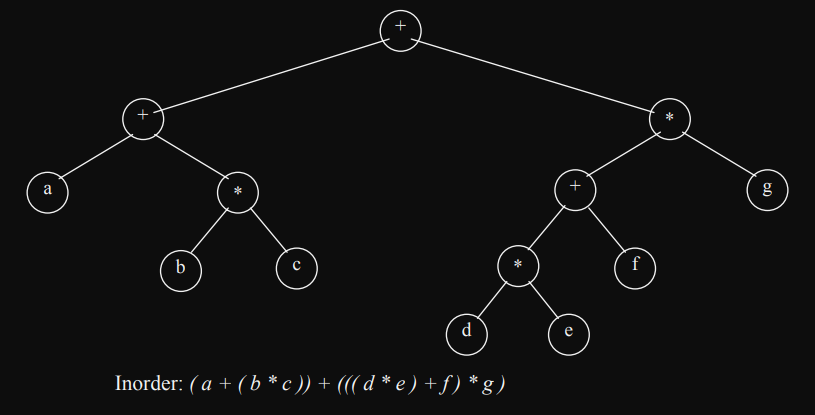 +
+ *
a * + g
b c * f
d e
Inorder: ( a + ( b * c )) + ((( d * e ) + f ) * g )